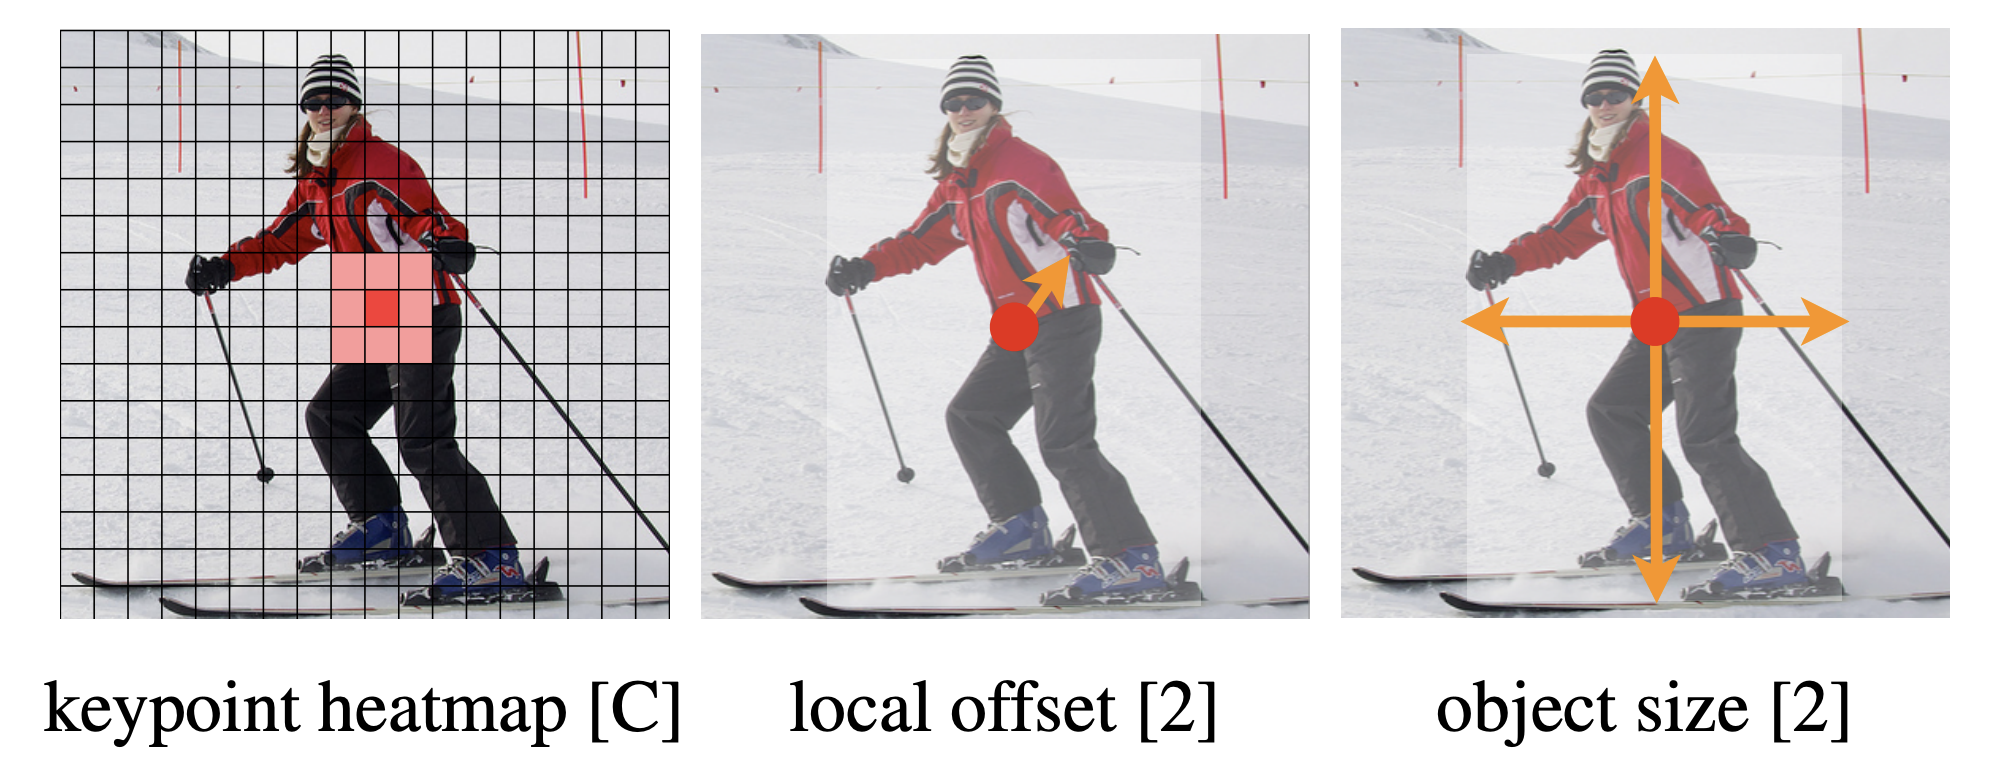 keypoint heatmap [C]
local offset [2]
object size [2]